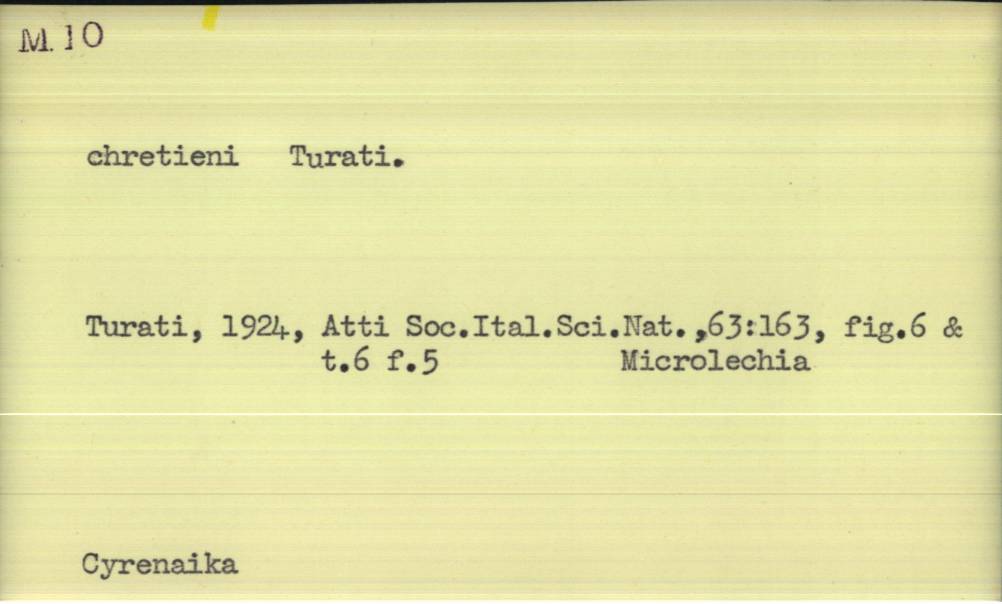 M.10
chretieni Turati.
Turati, 1924, Atti Soc.Ital.Sci.Nat.,63:163, fig.6 &
t.6 f.5 Microlechia
Cyrenaika